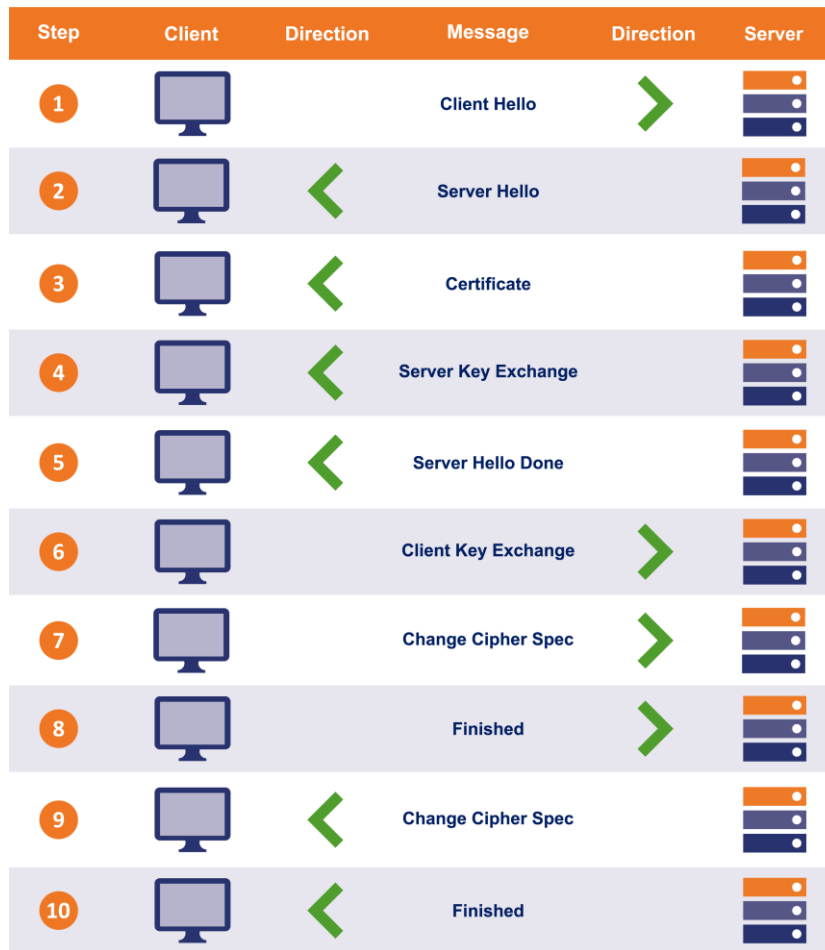 Step Client Direction Message Direction Server
1 Client Hello
2 Server Hello
3 Certificate
4 Server Key Exchange
5 Server Hello Done
6 Client Key Exchange
7 Change Cipher Spec
8 Finished
9 Change Cipher Spec
10 Finished